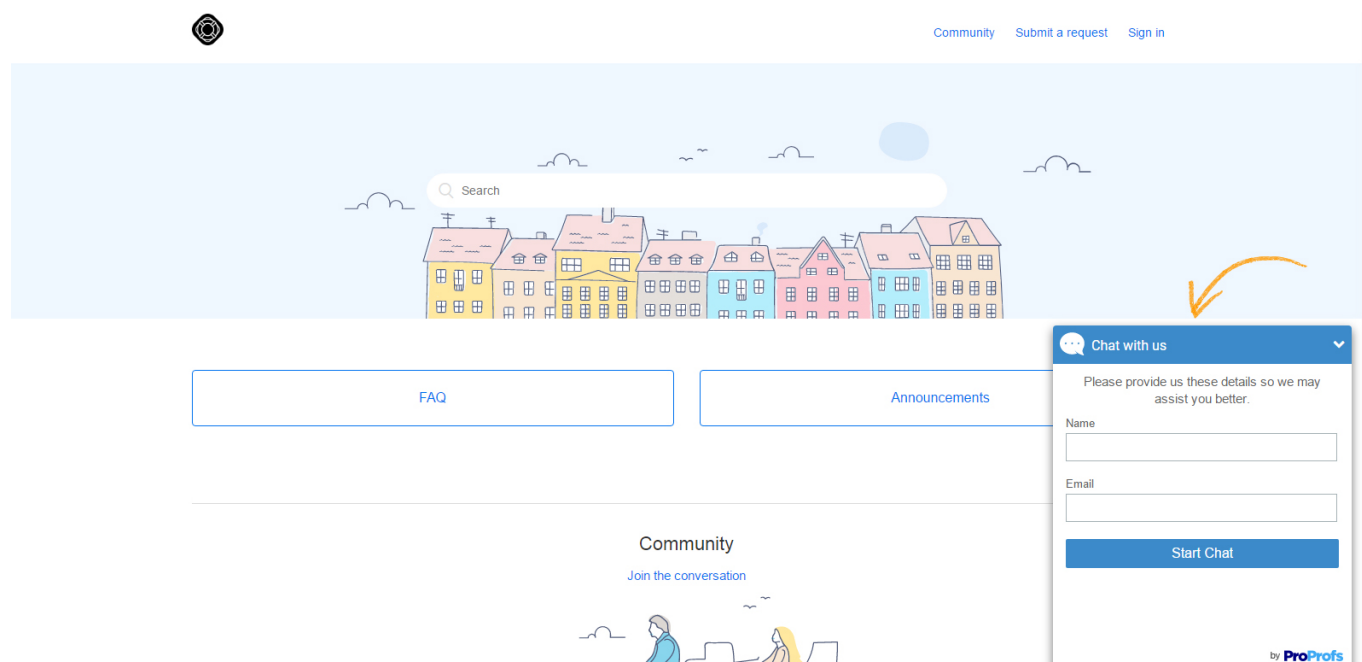 Community Submit a request Sign in
Search
Chat with us
Please provide us these details so we may
assist you better.
Name
Email
Start Chat
by ProProfs
FAQ
Announcements
Community
Join the conversation